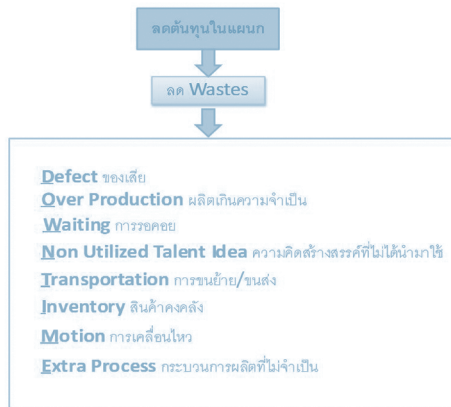 ลดต้นทุนในแผนก
ลด Wastes
Defect ของเสีย
Over Production ผลิตเกินความจำเป็น
Waiting การรอคอย
Non Utilized Talent Idea ความคิดสร้างสรรค์ที่ไม่ได้นำมาใช้
Transportation การขนย้าย/ขนส่ง
Inventory สินค้าคงคลัง
Motion การเคลื่อนไหว
Extra Process กระบวนการผลิตที่ไม่จำเป็น